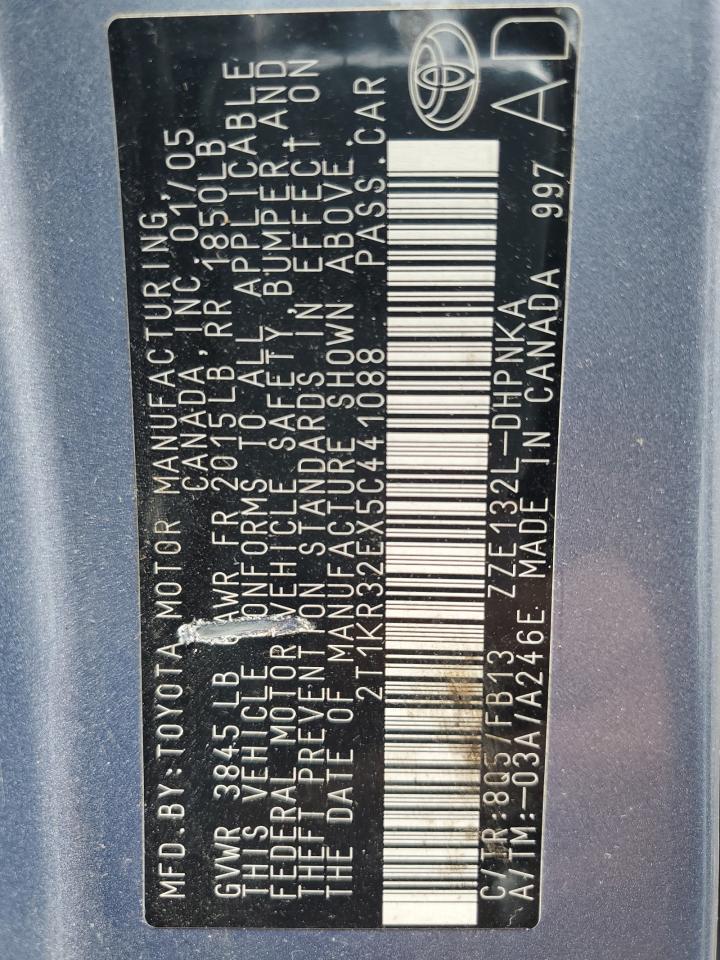 MFD.BY:TOYOTA MOTOR MANUFACTURING,
CANADA, INC. 01/05
GVWR 3845 LB GAWR FR 2015LB RR 1850LB
THIS VEHICLE CONFORMS TO ALL APPLICABLE
FEDERAL MOTOR VEHICLE SAFETY, BUMPER, AND
THEFT PREVENTION STANDARDS IN EFFECT ON
THE DATE OF MANUFACTURE SHOWN ABOVE.
2T1KR32EX5C441088 PASS.CAR
C/TR:8Q5/FB13 ZZE132L-DHPNKA
A/TM:-03A/A246E MADE IN CANADA 997
AD